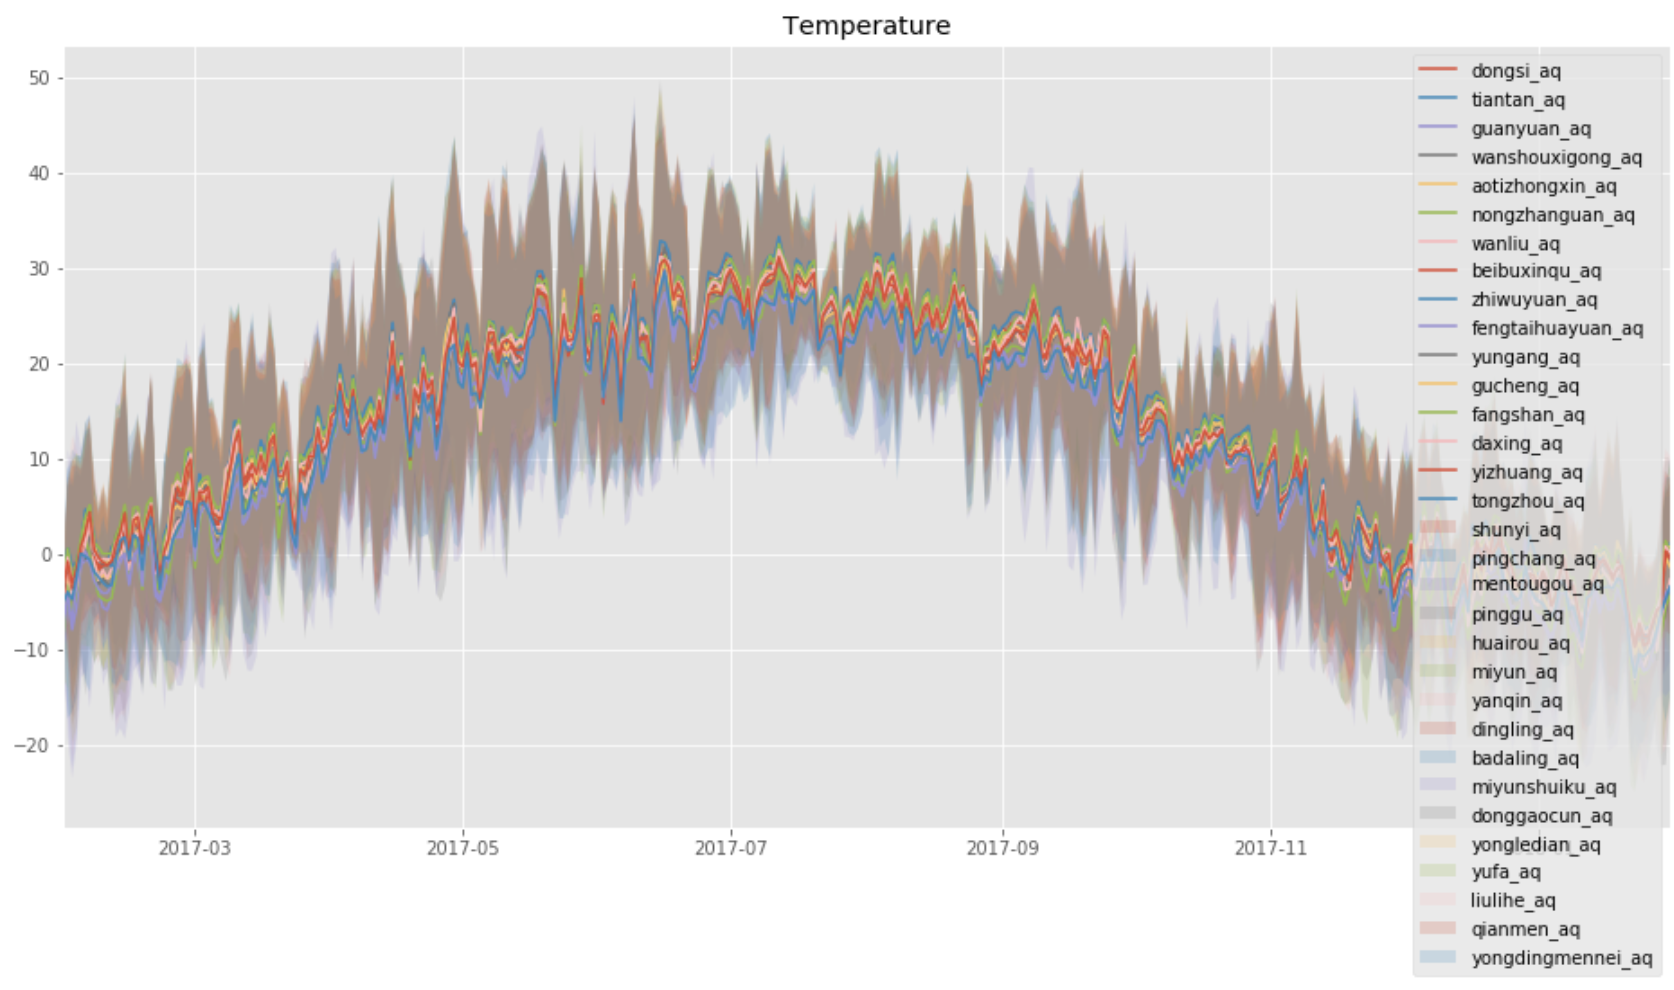 Temperature
50
40
30
20
10
0
−10
−20
2017-03
2017-05
2017-07
2017-09
2017-11
dongsi_aq
tiantan_aq
guanyuan_aq
wanshouxigong_aq
aotizhongxin_aq
nongzhanguan_aq
wanliu_aq
beibuxinqu_aq
zhiwuyuan_aq
fengtaihuayuan_aq
yungang_aq
gucheng_aq
fangshan_aq
daxing_aq
yizhuang_aq
tongzhou_aq
shunyi_aq
pingchang_aq
mentougou_aq
pinggu_aq
huairou_aq
miyun_aq
yanqin_aq
dingling_aq
badaling_aq
miyunshuiku_aq
donggaocun_aq
yongledian_aq
yufa_aq
liulihe_aq
qianmen_aq
yongdingmennei_aq